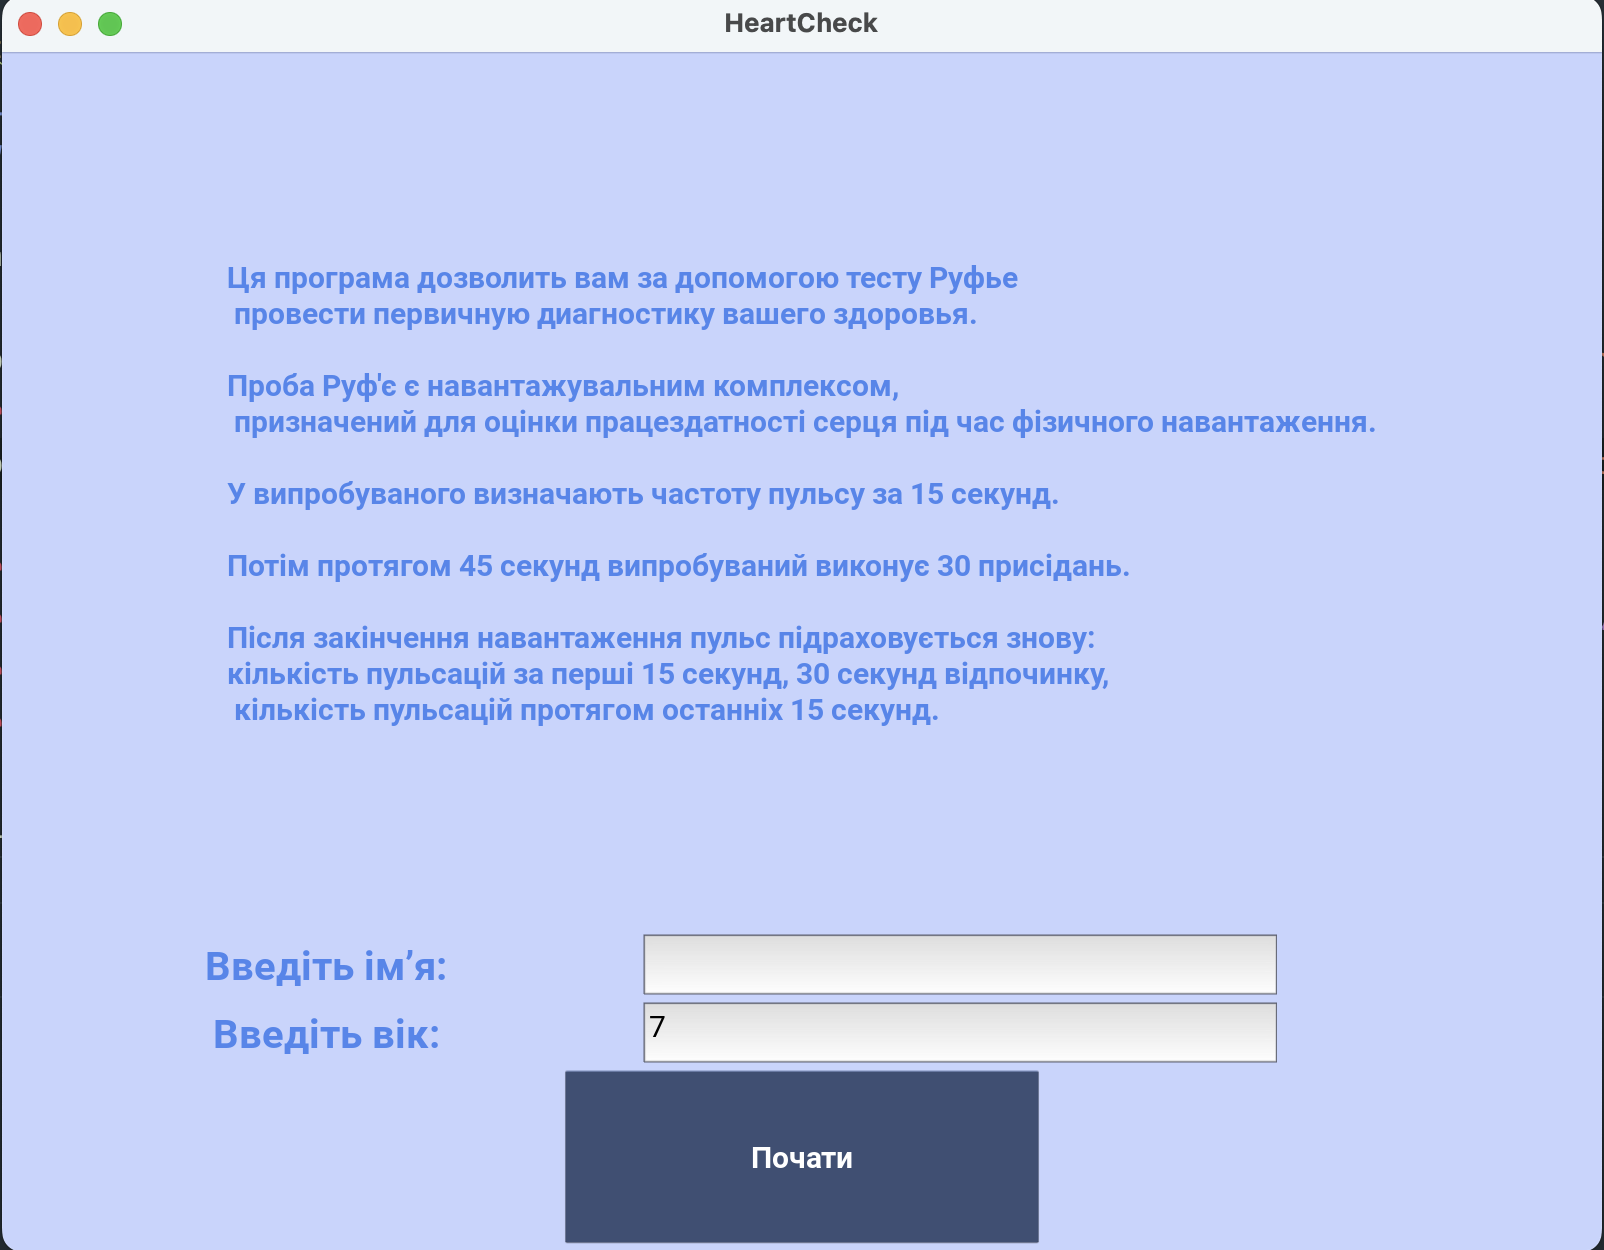 HeartCheck
Ця програма дозволить вам за допомогою тесту Руфье
провести первичную диагностику вашего здоровья.
Проба Руф'є є навантажувальним комплексом,
призначений для оцінки працездатності серця під час фізичного навантаження.
У випробуваного визначають частоту пульсу за 15 секунд.
Потім протягом 45 секунд випробуваний виконує 30 присідань.
Після закінчення навантаження пульс підраховується знову:
кількість пульсацій за перші 15 секунд, 30 секунд відпочинку,
кількість пульсацій протягом останніх 15 секунд.
Введіть ім’я:
Введіть вік:
7
Почати